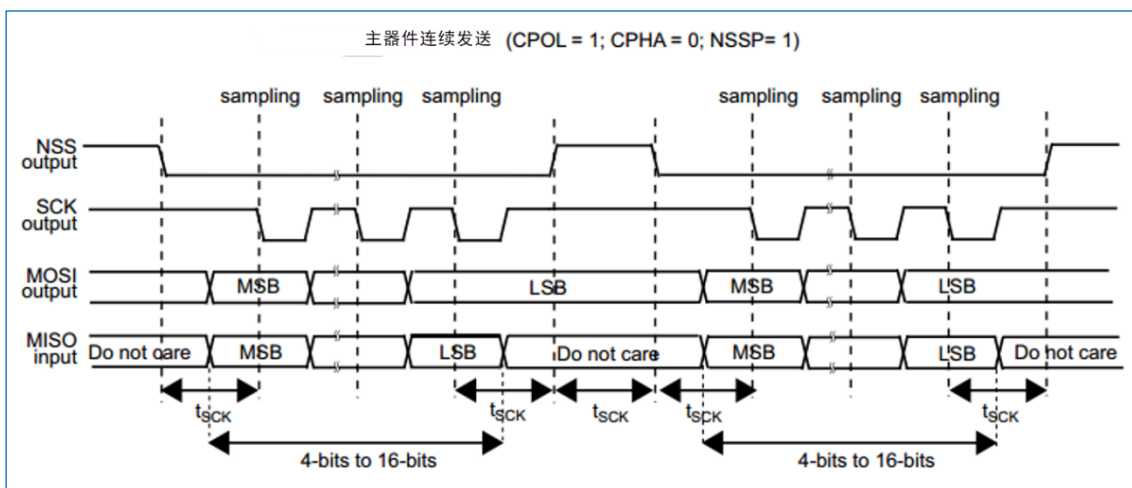 主器件连续发送 (CPOL = 1; CPHA = 0; NSSP= 1)
sampling sampling sampling sampling sampling sampling
NSS
output
SCK
output
MOSI
output
MSB LSB MSB LSB
MISO
input
Do not care MSB LSB Do not care MSB LSB Do not care
tSCK tSCK tSCK tSCK tSCK
4-bits to 16-bits 4-bits to 16-bits